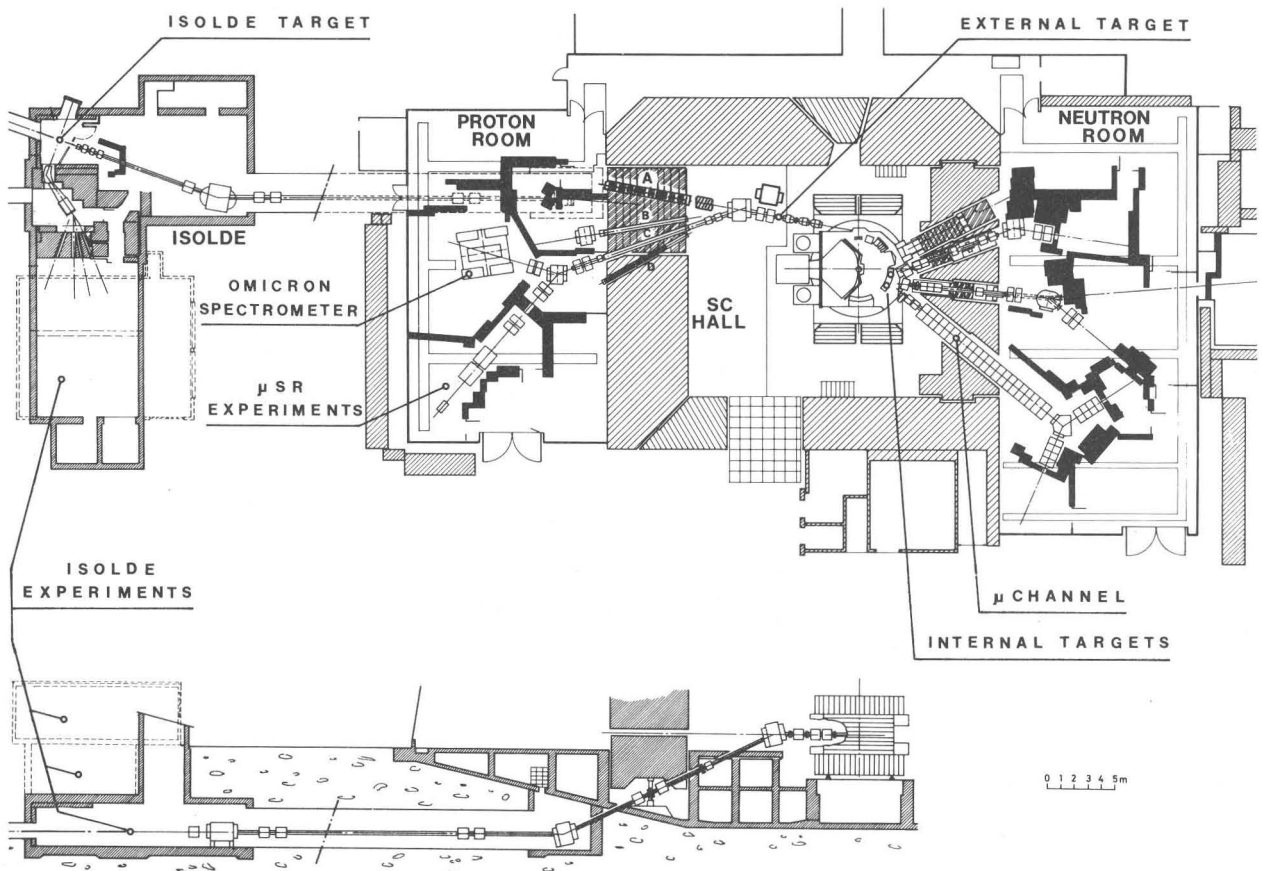 ISOLDE TARGET
EXTERNAL TARGET
PROTON
ROOM
NEUTRON
ROOM
A
B
C
D
ISOLDE
OMICRON
SPECTROMETER
SC
HALL
μSR
EXPERIMENTS
ISOLDE
EXPERIMENTS
μ CHANNEL
INTERNAL TARGETS
0 1 2 3 4 5m